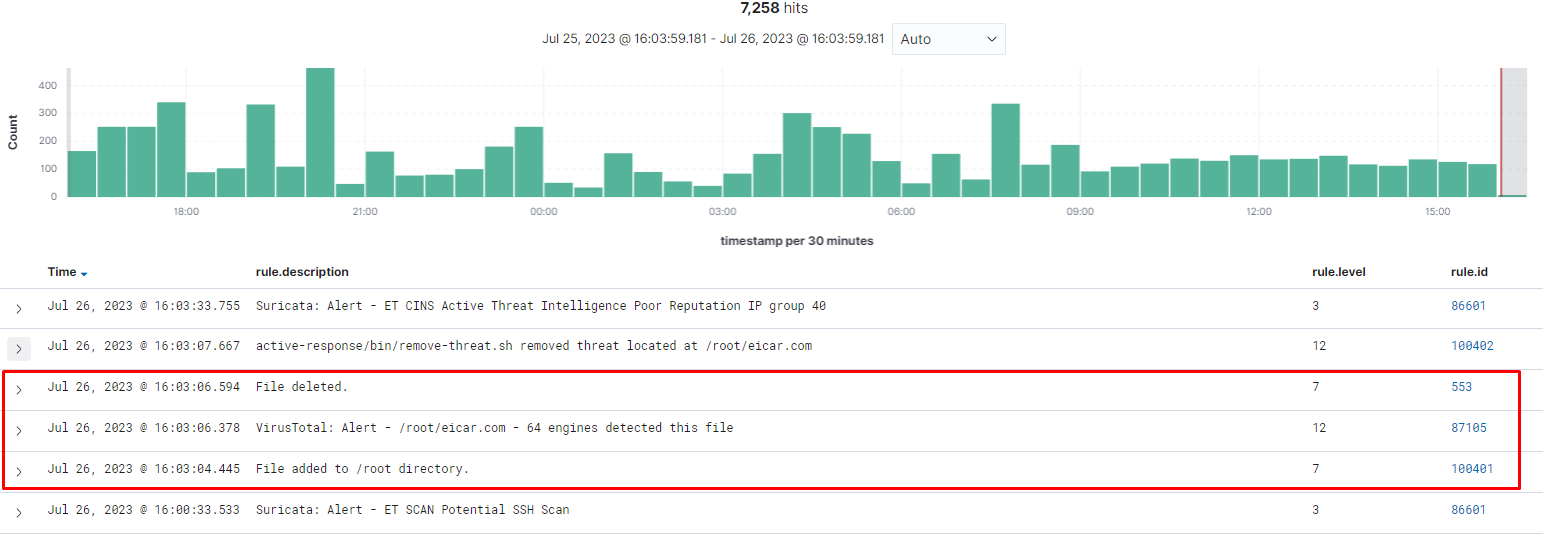 7,258 hits
Jul 25, 2023 @ 16:03:59.181 - Jul 26, 2023 @ 16:03:59.181 Auto
400
300
200
100
0
Count
18:00 21:00 00:00 03:00 06:00 09:00 12:00 15:00
timestamp per 30 minutes
Time rule.description rule.level rule.id
Jul 26, 2023 @ 16:03:33.755 Suricata: Alert - ET CINS Active Threat Intelligence Poor Reputation IP group 40 3 86601
Jul 26, 2023 @ 16:03:07.667 active-response/bin/remove-threat.sh removed threat located at /root/eicar.com 12 100402
Jul 26, 2023 @ 16:03:06.594 File deleted. 7 553
Jul 26, 2023 @ 16:03:06.378 VirusTotal: Alert - /root/eicar.com - 64 engines detected this file 12 87105
Jul 26, 2023 @ 16:03:04.445 File added to /root directory. 7 100401
Jul 26, 2023 @ 16:00:33.533 Suricata: Alert - ET SCAN Potential SSH Scan 3 86601